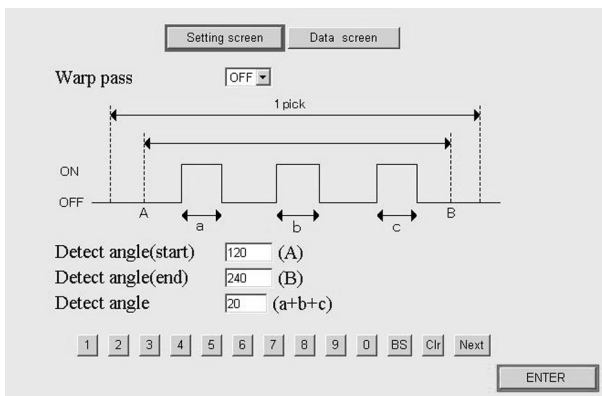 Setting screen Data screen
Warp pass OFF
1 pick
ON
OFF
A B
a b c
Detect angle(start) 120 (A)
Detect angle(end) 240 (B)
Detect angle 20 (a+b+c)
1 2 3 4 5 6 7 8 9 0 BS Clr Next
ENTER